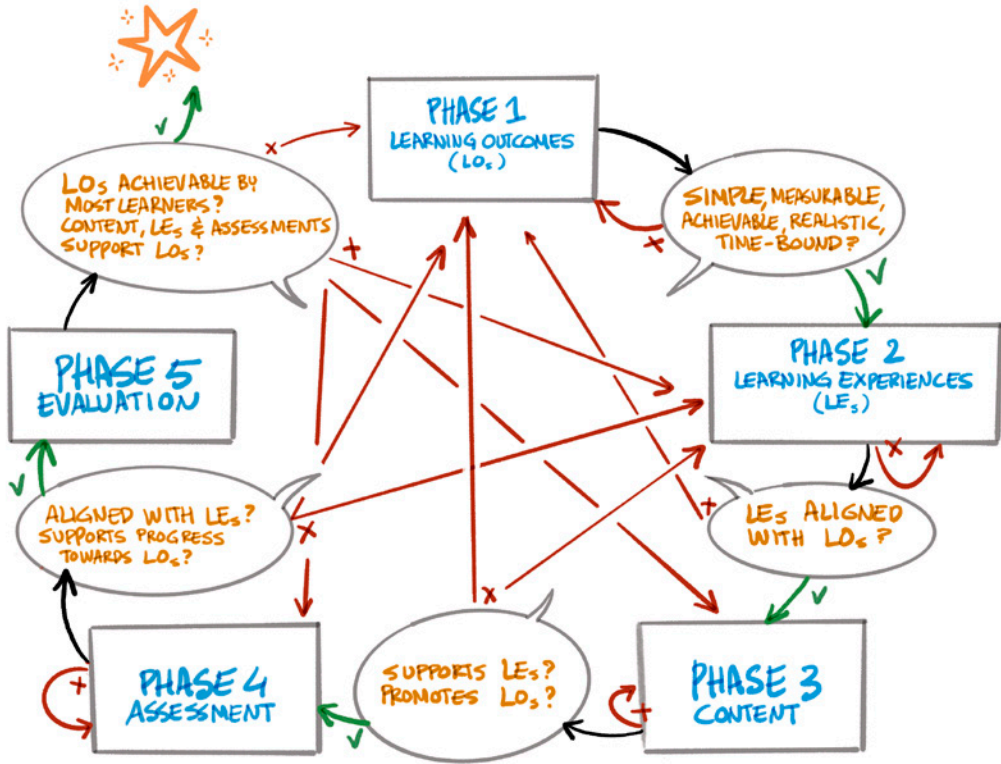 PHASE 1
LEARNING OUTCOMES
(LOs)
SIMPLE, MEASURABLE,
ACHIEVABLE, REALISTIC,
TIME-BOUND?
PHASE 2
LEARNING EXPERIENCES
(LEs)
LEs ALIGNED
WITH LOs?
PHASE 3
CONTENT
SUPPORTS LEs?
PROMOTES LOs?
PHASE 4
ASSESSMENT
ALIGNED WITH LEs?
SUPPORTS PROGRESS
TOWARDS LOs?
PHASE 5
EVALUATION
LOs ACHIEVABLE BY
MOST LEARNERS?
CONTENT, LEs & ASSESSMENTS
SUPPORT LOs?